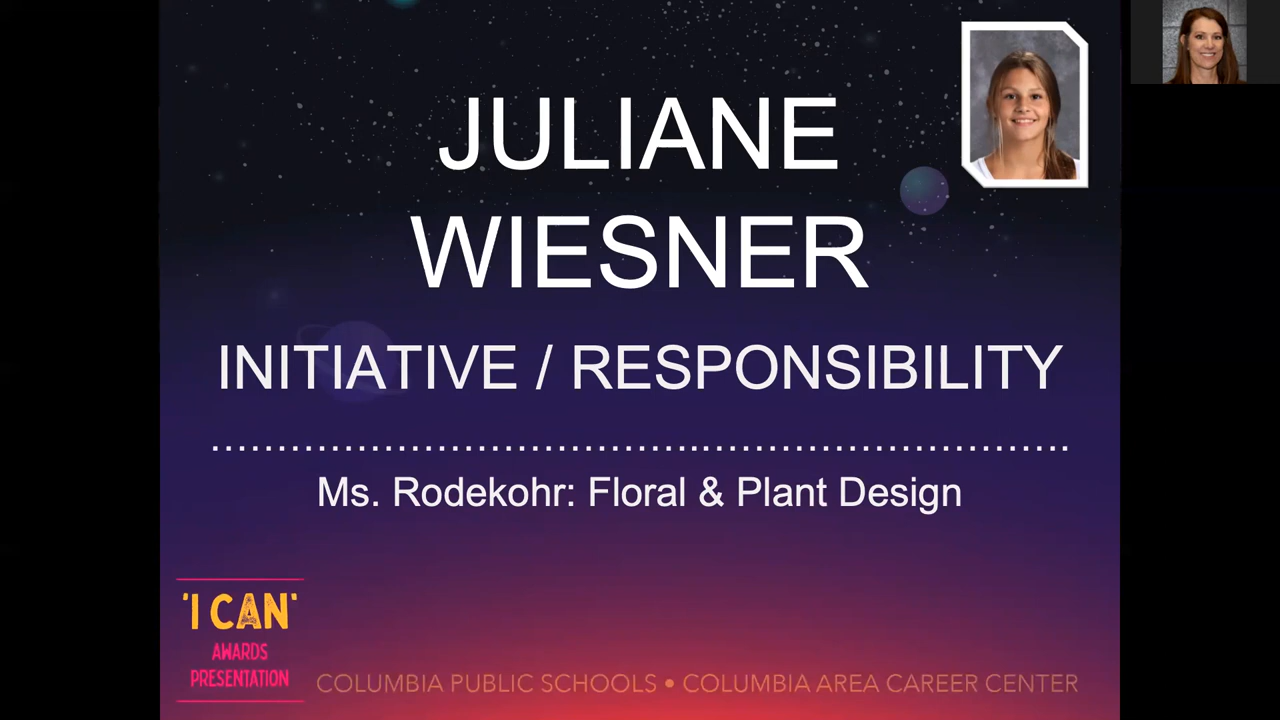 JULIANE
WIESNER
INITIATIVE / RESPONSIBILITY
Ms. Rodekohr: Floral & Plant Design
'I CAN'
AWARDS
PRESENTATION
COLUMBIA PUBLIC SCHOOLS • COLUMBIA AREA CAREER CENTER